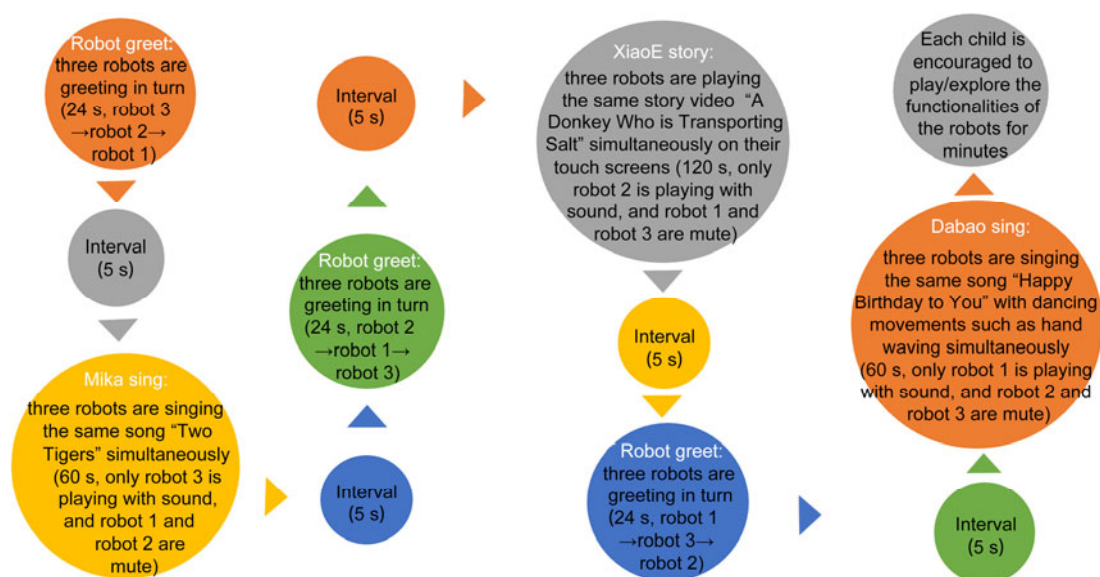 Robot greet:
three robots are
greeting in turn
(24 s, robot 3
→robot 2→
robot 1)
Interval
(5 s)
Mika sing:
three robots are singing
the same song “Two
Tigers” simultaneously
(60 s, only robot 3 is
playing with sound,
and robot 1 and
robot 2 are
mute)
Interval
(5 s)
Robot greet:
three robots are
greeting in turn
(24 s, robot 2
→robot 1→
robot 3)
Interval
(5 s)
XiaoE story:
three robots are playing
the same story video “A
Donkey Who is Transporting
Salt” simultaneously on their
touch screens (120 s, only
robot 2 is playing with
sound, and robot 1 and
robot 3 are mute)
Interval
(5 s)
Robot greet:
three robots are
greeting in turn
(24 s, robot 1
→robot 3→
robot 2)
Interval
(5 s)
Dabao sing:
three robots are singing
the same song “Happy
Birthday to You” with dancing
movements such as hand
waving simultaneously
(60 s, only robot 1 is playing
with sound, and robot 2 and
robot 3 are mute)
Each child is
encouraged to
play/explore the
functionalities of
the robots for
minutes